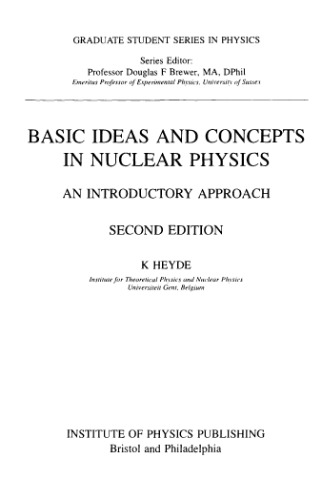 GRADUATE STUDENT SERIES IN PHYSICS
Series Editor:
Professor Douglas F Brewer, MA, DPhil
Emeritus Professor of Experimental Physics, University of Sussex
BASIC IDEAS AND CONCEPTS
IN NUCLEAR PHYSICS
AN INTRODUCTORY APPROACH
SECOND EDITION
K HEYDE
Institute for Theoretical Physics and Nuclear Physics
Universiteit Gent, Belgium
INSTITUTE OF PHYSICS PUBLISHING
Bristol and Philadelphia